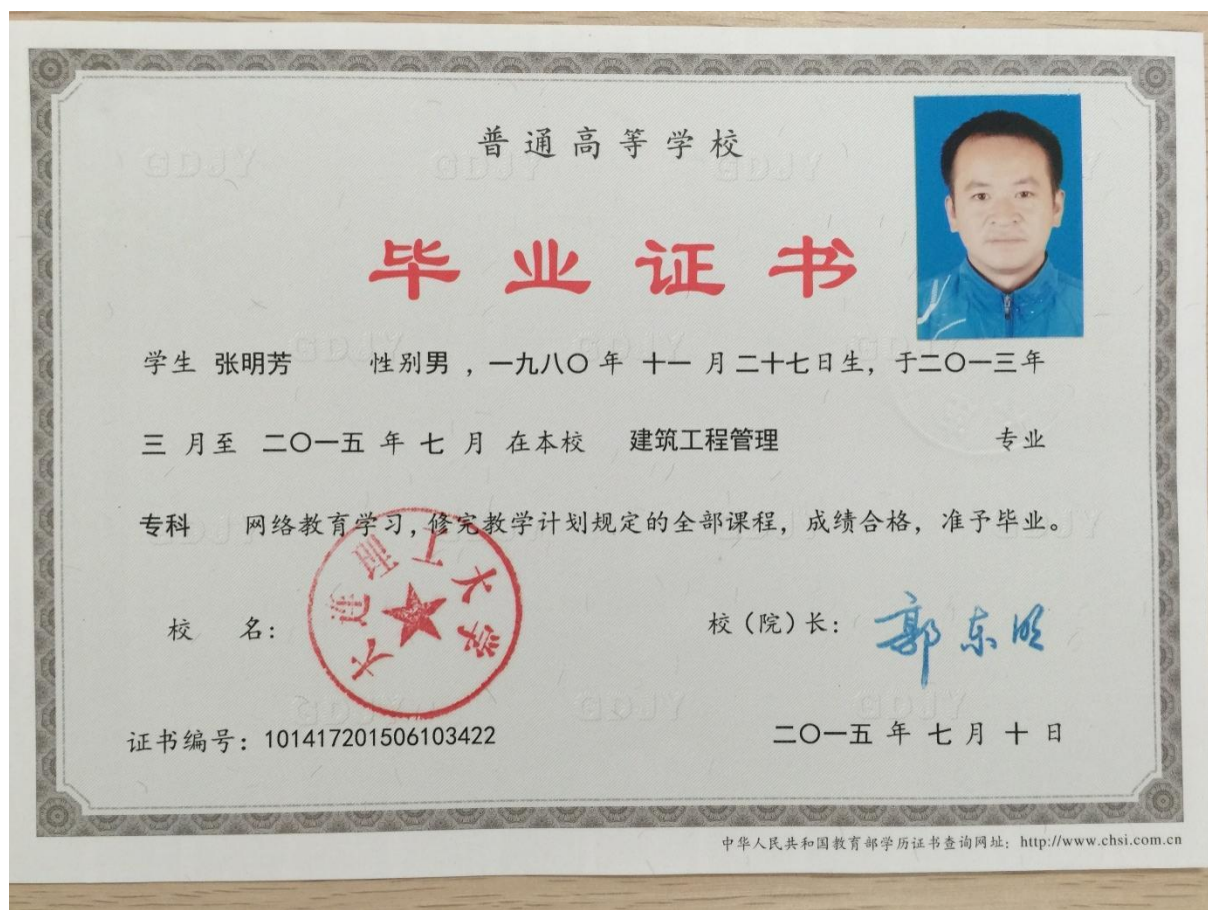 普通高等学校
毕业证书
学生 张明芳 性别男，一九八〇年 十一 月二十七日生，于二〇一三年
三 月至 二〇一五 年 七 月 在本校 建筑工程管理 专业
专科 网络教育学习，修完教学计划规定的全部课程，成绩合格，准予毕业。
大连理工大学
校 名： 校（院）长： 郭东明
证书编号：101417201506103422 二〇一五 年 七 月 十 日
中华人民共和国教育部学历证书查询网址：http://www.chsi.com.cn